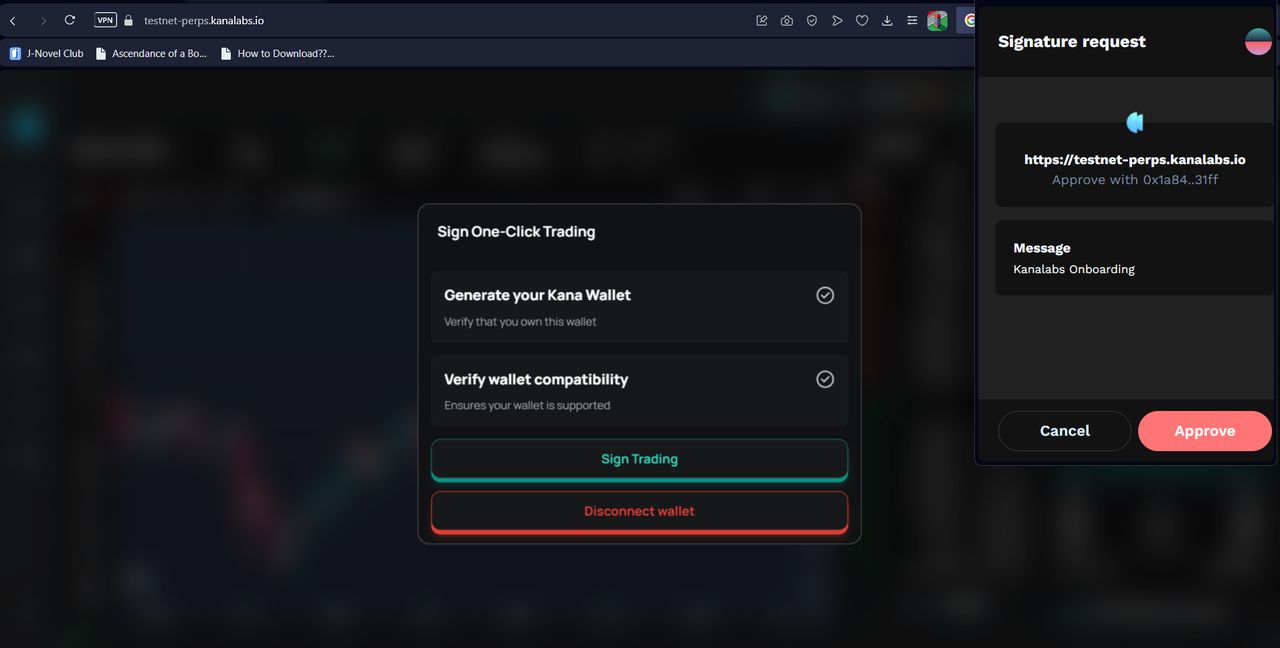 VPN
testnet-perps.kanalabs.io
J-Novel Club
Ascendance of a Bo...
How to Download??...
Signature request
https://testnet-perps.kanalabs.io
Approve with 0x1a84..31ff
Message
Kanalabs Onboarding
Cancel
Approve
Sign One-Click Trading
Generate your Kana Wallet
Verify that you own this wallet
Verify wallet compatibility
Ensures your wallet is supported
Sign Trading
Disconnect wallet